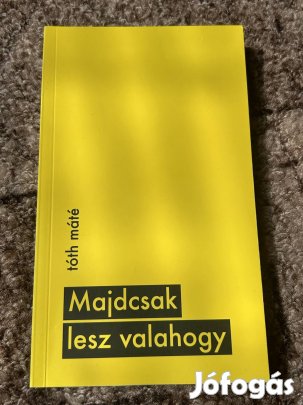 tóth máté
Majdcsak
lesz valahogy
Jófogás